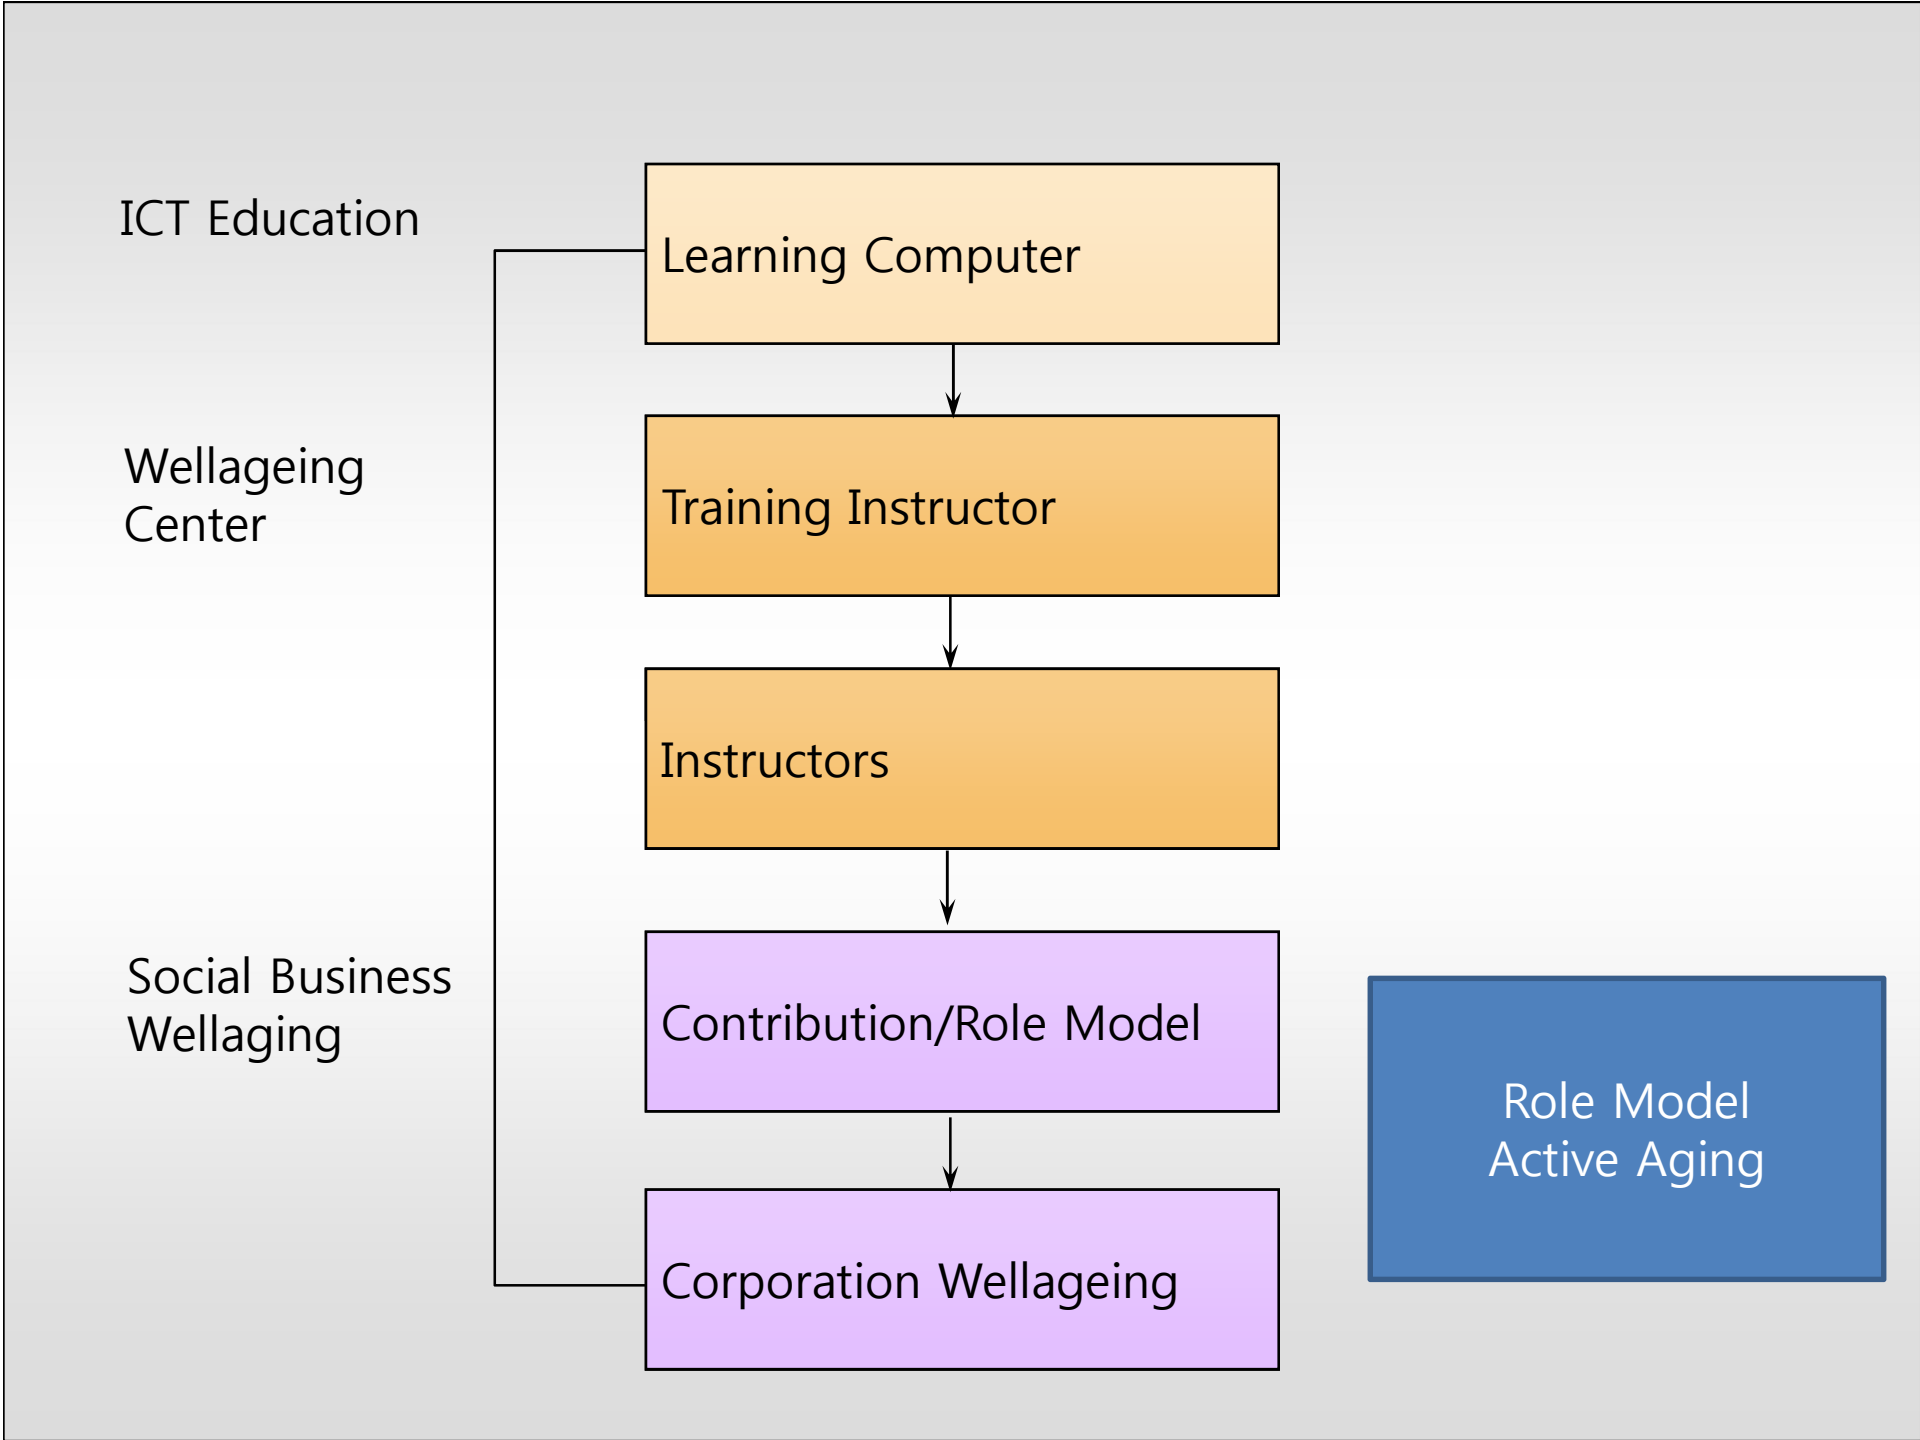 ICT Education
Learning Computer
Wellageing
Center
Training Instructor
Instructors
Social Business
Wellaging
Contribution/Role Model
Role Model
Active Aging
Corporation Wellageing